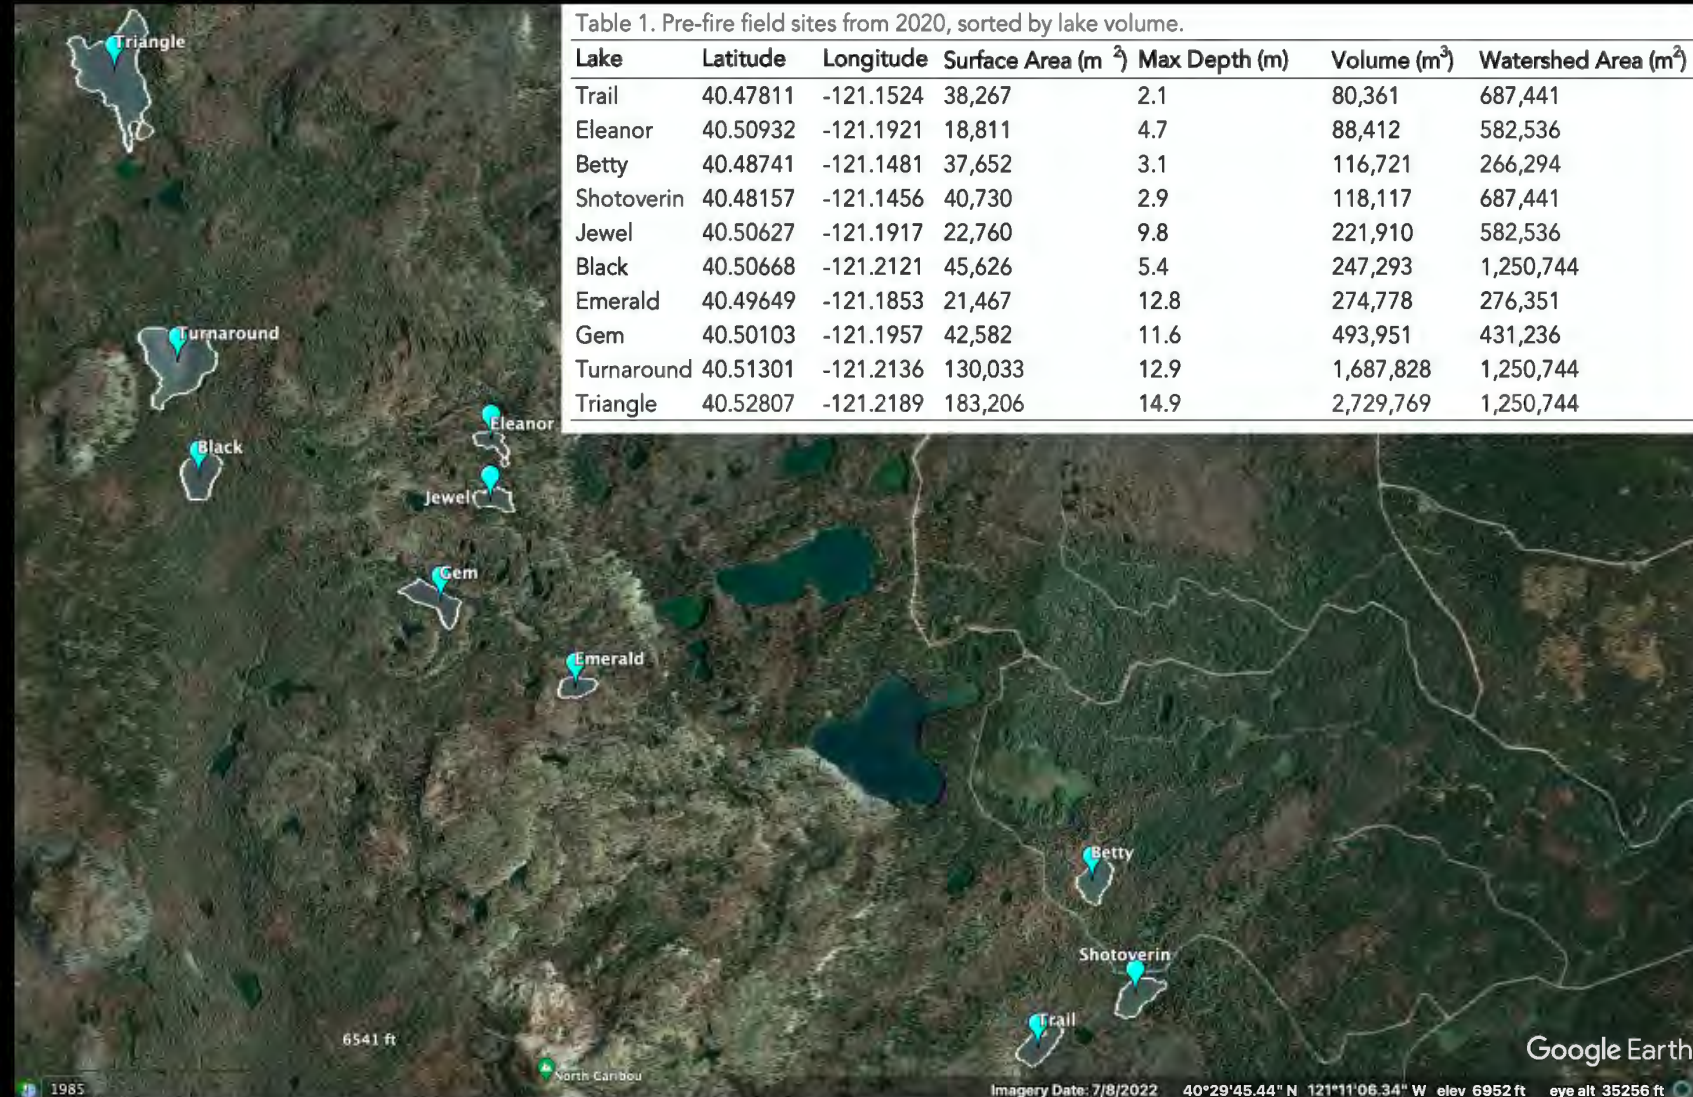 Table 1. Pre-fire field sites from 2020, sorted by lake volume.
Lake Latitude Longitude Surface Area (m ²) Max Depth (m) Volume (m³) Watershed Area (m²)
Trail 40.47811 -121.1524 38,267 2.1 80,361 687,441
Eleanor 40.50932 -121.1921 18,811 4.7 88,412 582,536
Betty 40.48741 -121.1481 37,652 3.1 116,721 266,294
Shotoverin 40.48157 -121.1456 40,730 2.9 118,117 687,441
Jewel 40.50627 -121.1917 22,760 9.8 221,910 582,536
Black 40.50668 -121.2121 45,626 5.4 247,293 1,250,744
Emerald 40.49649 -121.1853 21,467 12.8 274,778 276,351
Gem 40.50103 -121.1957 42,582 11.6 493,951 431,236
Turnaround 40.51301 -121.2136 130,033 12.9 1,687,828 1,250,744
Triangle 40.52807 -121.2189 183,206 14.9 2,729,769 1,250,744
Triangle
Turnaround
Eleanor
Black
Jewel
Gem
Emerald
Betty
Shotoverin
Trail
6541 ft
North Caribou
Google Earth
1985
Imagery Date: 7/8/2022 40°29'45.44" N 121°11'06.34" W elev 6952 ft eye alt 35256 ft